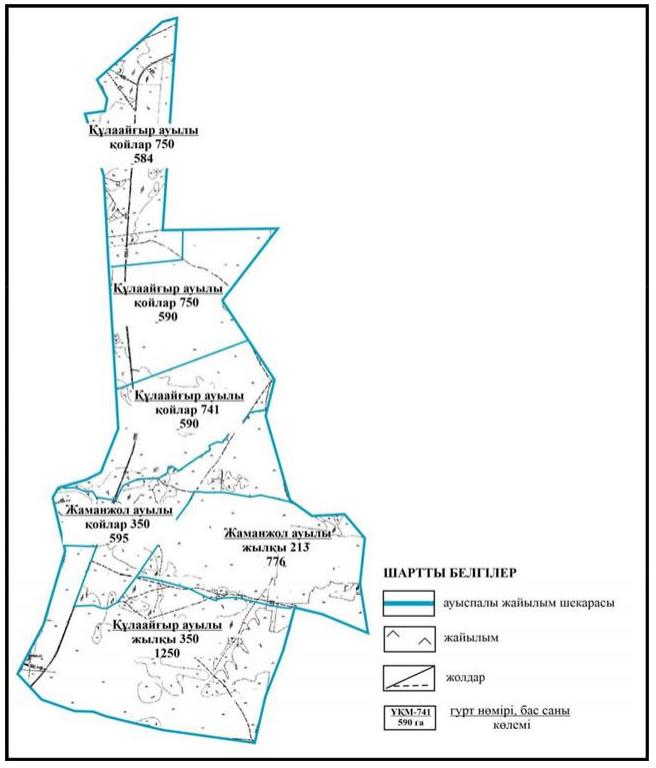 Құлаайғыр ауылы
қойлар 750
584
Құлаайғыр ауылы
қойлар 750
590
Құлаайғыр ауылы
қойлар 741
590
Жаманжол ауылы
қойлар 350
595
Жаманжол ауылы
жылқы 213
776
Құлаайғыр ауылы
жылқы 350
1250
ШАРТТЫ БЕЛГІЛЕР
ауыспалы жайылым шекарасы
жайылым
жолдар
ҮҚМ-741
590 га
гурт нөмірі, бас саны
көлемі